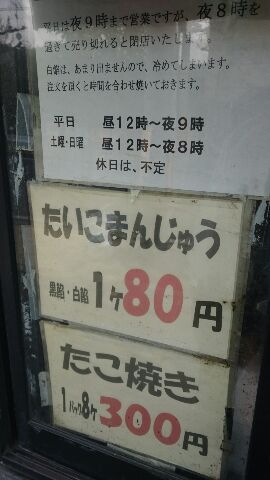 平日は夜9時まで営業ですが、夜8時を
過ぎて売り切れると閉店いたします
白餡は、あまり出ませんので、冷めてしまいます。
注文を頂くと時間を合わせ焼いておきます。
平日　昼12時～夜9時
土曜・日曜　昼12時～夜8時
休日は、不定
たいこまんじゅう
黒餡・白餡 1ヶ80円
たこ焼き
1パック8ヶ300円